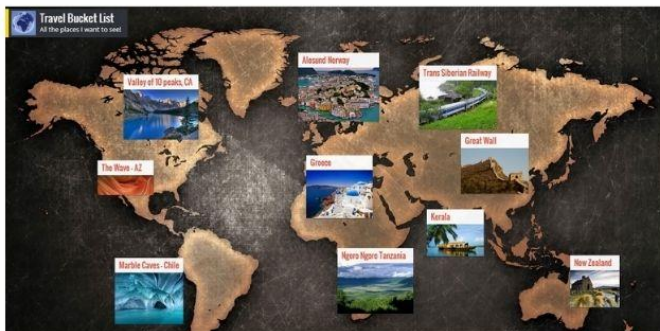 Travel Bucket List
All the places I want to see!
Alesund Norway
Trans Siberian Railway
Valley of 10 peaks, CA
Great Wall
The Wave - AZ
Greece
Kerala
Ngoro Ngoro Tanzania
Marble Caves - Chile
New Zealand